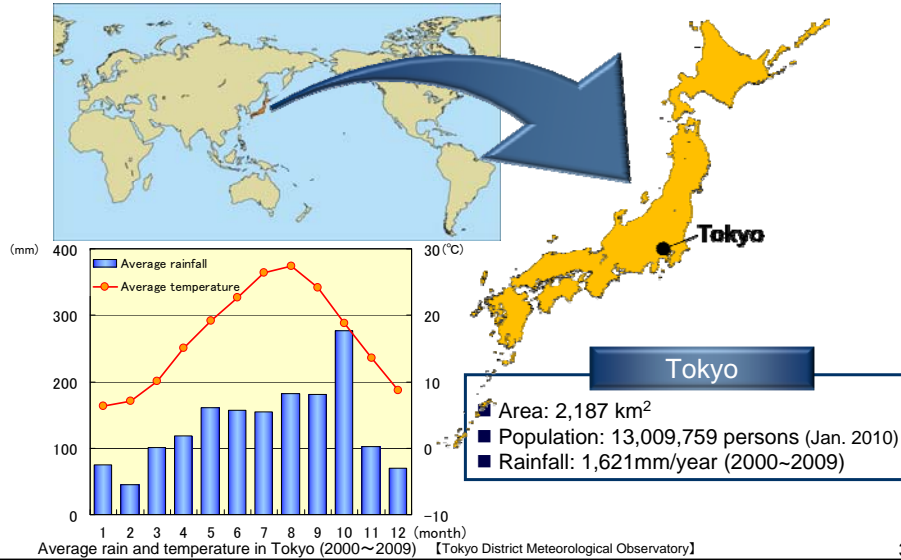 Tokyo
(mm)
30(℃)
400
300
200
100
0
Average rainfall
Average temperature
20
10
0
−10
1 2 3 4 5 6 7 8 9 10 11 12 (month)
Average rain and temperature in Tokyo (2000～2009) 【Tokyo District Meteorological Observatory】
Tokyo
■ Area: 2,187 km²
■ Population: 13,009,759 persons (Jan. 2010)
■ Rainfall: 1,621mm/year (2000~2009)